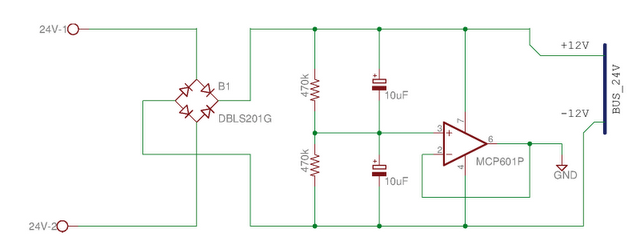 24V-1
+12V
B1
470k
10uF
BUS_24V
-12V
DBLS201G
7
3
+
6
2
-
MCP601P
4
470k
10uF
GND
24V-2